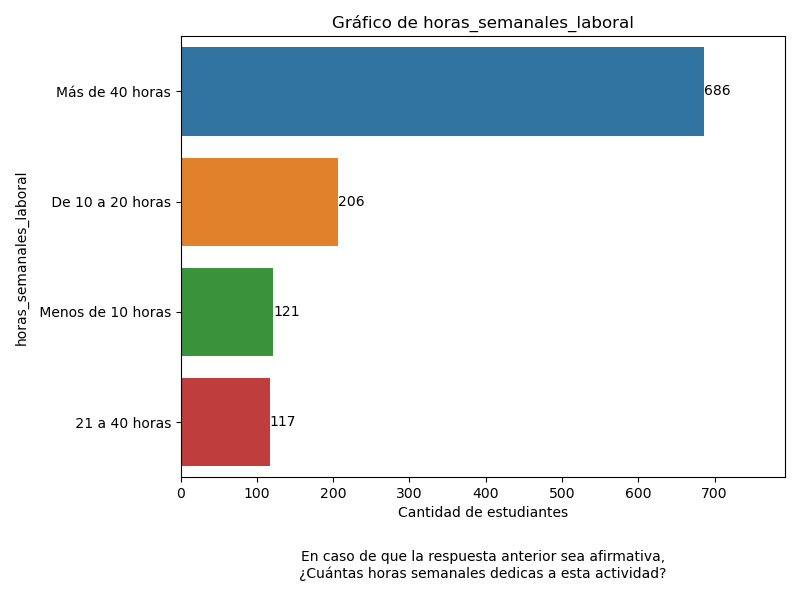 Gráfico de horas_semanales_laboral
horas_semanales_laboral
Más de 40 horas
686
De 10 a 20 horas
206
Menos de 10 horas
121
21 a 40 horas
117
0 100 200 300 400 500 600 700
Cantidad de estudiantes
En caso de que la respuesta anterior sea afirmativa,
¿Cuántas horas semanales dedicas a esta actividad?